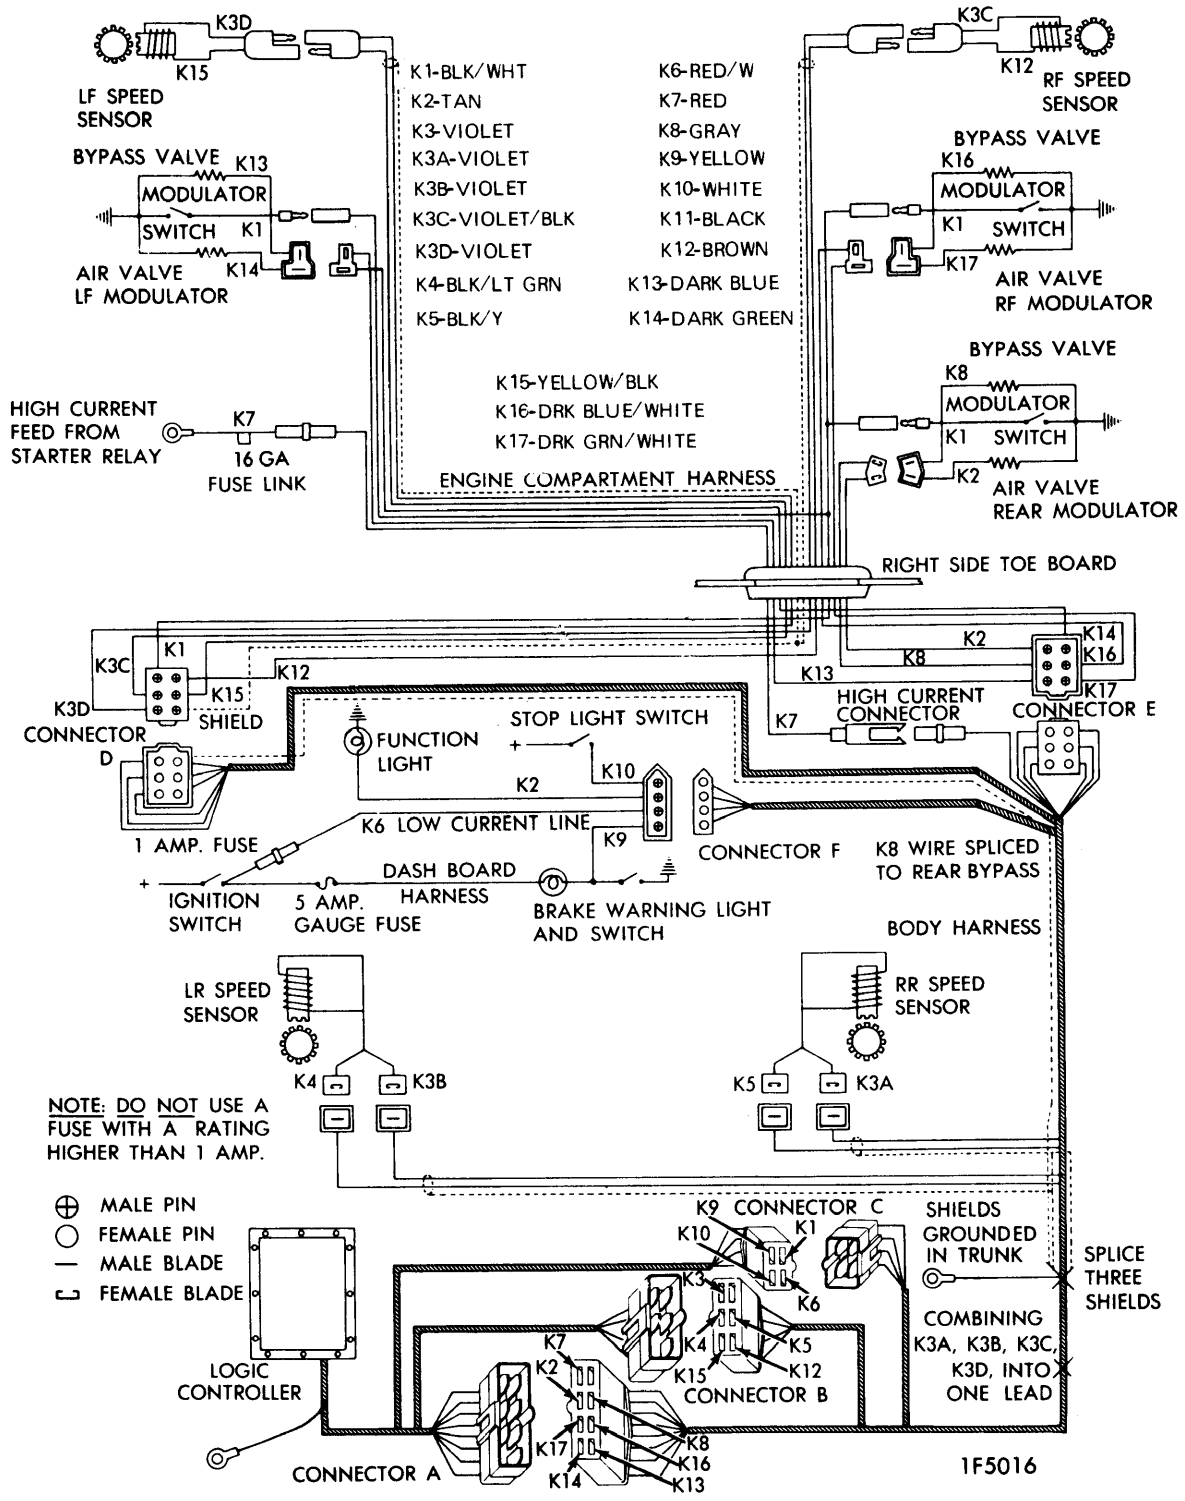 K3D
K15
LF SPEED
SENSOR
K3C
K12
RF SPEED
SENSOR
K1-BLK/WHT
K2-TAN
K3-VIOLET
K3A-VIOLET
K3B-VIOLET
K3C-VIOLET/BLK
K3D-VIOLET
K4-BLK/LT GRN
K5-BLK/Y
K6-RED/W
K7-RED
K8-GRAY
K9-YELLOW
K10-WHITE
K11-BLACK
K12-BROWN
K13-DARK BLUE
K14-DARK GREEN
K15-YELLOW/BLK
K16-DRK BLUE/WHITE
K17-DRK GRN/WHITE
BYPASS VALVE
K13
MODULATOR
SWITCH
K1
K14
AIR VALVE
LF MODULATOR
BYPASS VALVE
K16
MODULATOR
K1
SWITCH
K17
AIR VALVE
RF MODULATOR
BYPASS VALVE
K8
MODULATOR
K1
SWITCH
K2
AIR VALVE
REAR MODULATOR
HIGH CURRENT
FEED FROM
STARTER RELAY
K7
16 GA
FUSE LINK
ENGINE COMPARTMENT HARNESS
RIGHT SIDE TOE BOARD
K1
K3C
K12
K15
K3D
SHIELD
CONNECTOR
D
K2
K8
K13
K14
K16
K17
HIGH CURRENT
CONNECTOR
K7
CONNECTOR E
STOP LIGHT SWITCH
+
FUNCTION
LIGHT
K10
K2
K6 LOW CURRENT LINE
K9
1 AMP. FUSE
CONNECTOR F
K8 WIRE SPLICED
TO REAR BYPASS
+
IGNITION
SWITCH
5 AMP.
GAUGE FUSE
DASH BOARD
HARNESS
BRAKE WARNING LIGHT
AND SWITCH
BODY HARNESS
LR SPEED
SENSOR
RR SPEED
SENSOR
K4
K3B
K5
K3A
NOTE: DO NOT USE A
FUSE WITH A RATING
HIGHER THAN 1 AMP.
MALE PIN
FEMALE PIN
MALE BLADE
FEMALE BLADE
LOGIC
CONTROLLER
K9
CONNECTOR C
K10
K1
K6
K3
K4
K5
K15
K12
CONNECTOR B
K7
K2
K17
K14
K8
K16
K13
CONNECTOR A
SHIELDS
GROUNDED
IN TRUNK
SPLICE
THREE
SHIELDS
COMBINING
K3A, K3B, K3C,
K3D, INTO
ONE LEAD
1F5016